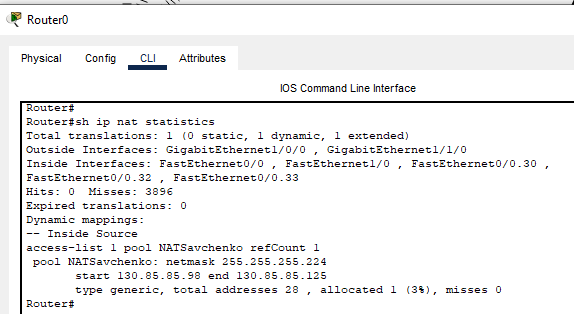 Router0
Physical Config CLI Attributes
IOS Command Line Interface
Router#
Router#sh ip nat statistics
Total translations: 1 (0 static, 1 dynamic, 1 extended)
Outside Interfaces: GigabitEthernet1/0/0 , GigabitEthernet1/1/0
Inside Interfaces: FastEthernet0/0 , FastEthernet1/0 , FastEthernet0/0.30 ,
FastEthernet0/0.32 , FastEthernet0/0.33
Hits: 0  Misses: 3896
Expired translations: 0
Dynamic mappings:
-- Inside Source
access-list 1 pool NATSavchenko refCount 1
 pool NATSavchenko: netmask 255.255.255.224
       start 130.85.85.98 end 130.85.85.125
       type generic, total addresses 28 , allocated 1 (3%), misses 0
Router#